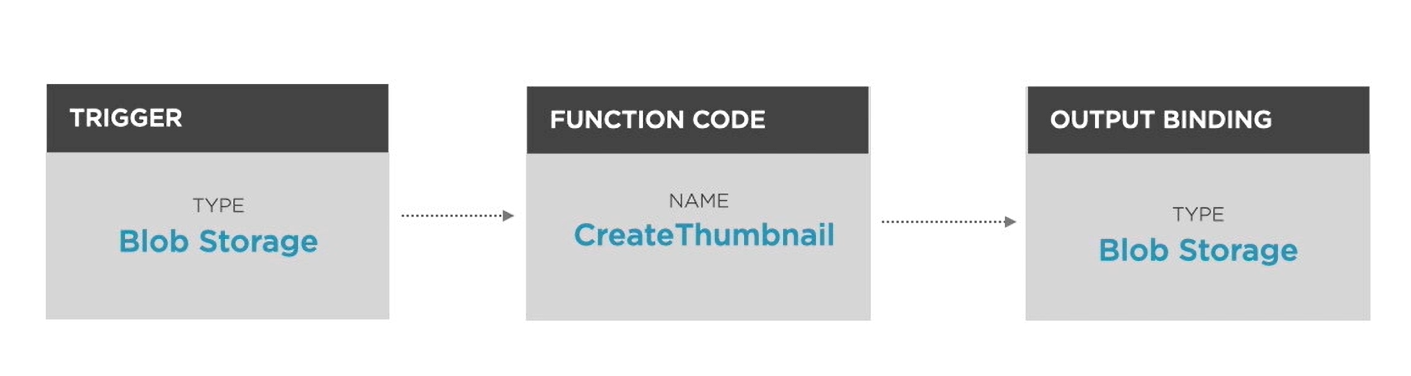 TRIGGER
TYPE
Blob Storage
FUNCTION CODE
NAME
CreateThumbnail
OUTPUT BINDING
TYPE
Blob Storage